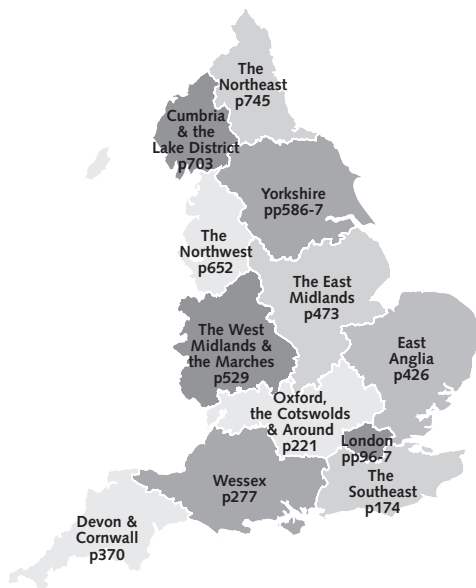 The
Northeast
p745
Cumbria
& the
Lake District
p703
Yorkshire
pp586-7
The
Northwest
p652
The East
Midlands
p473
The West
Midlands &
the Marches
p529
East
Anglia
p426
Oxford,
the Cotswolds
& Around
p221
London
pp96-7
Wessex
p277
The
Southeast
p174
Devon &
Cornwall
p370